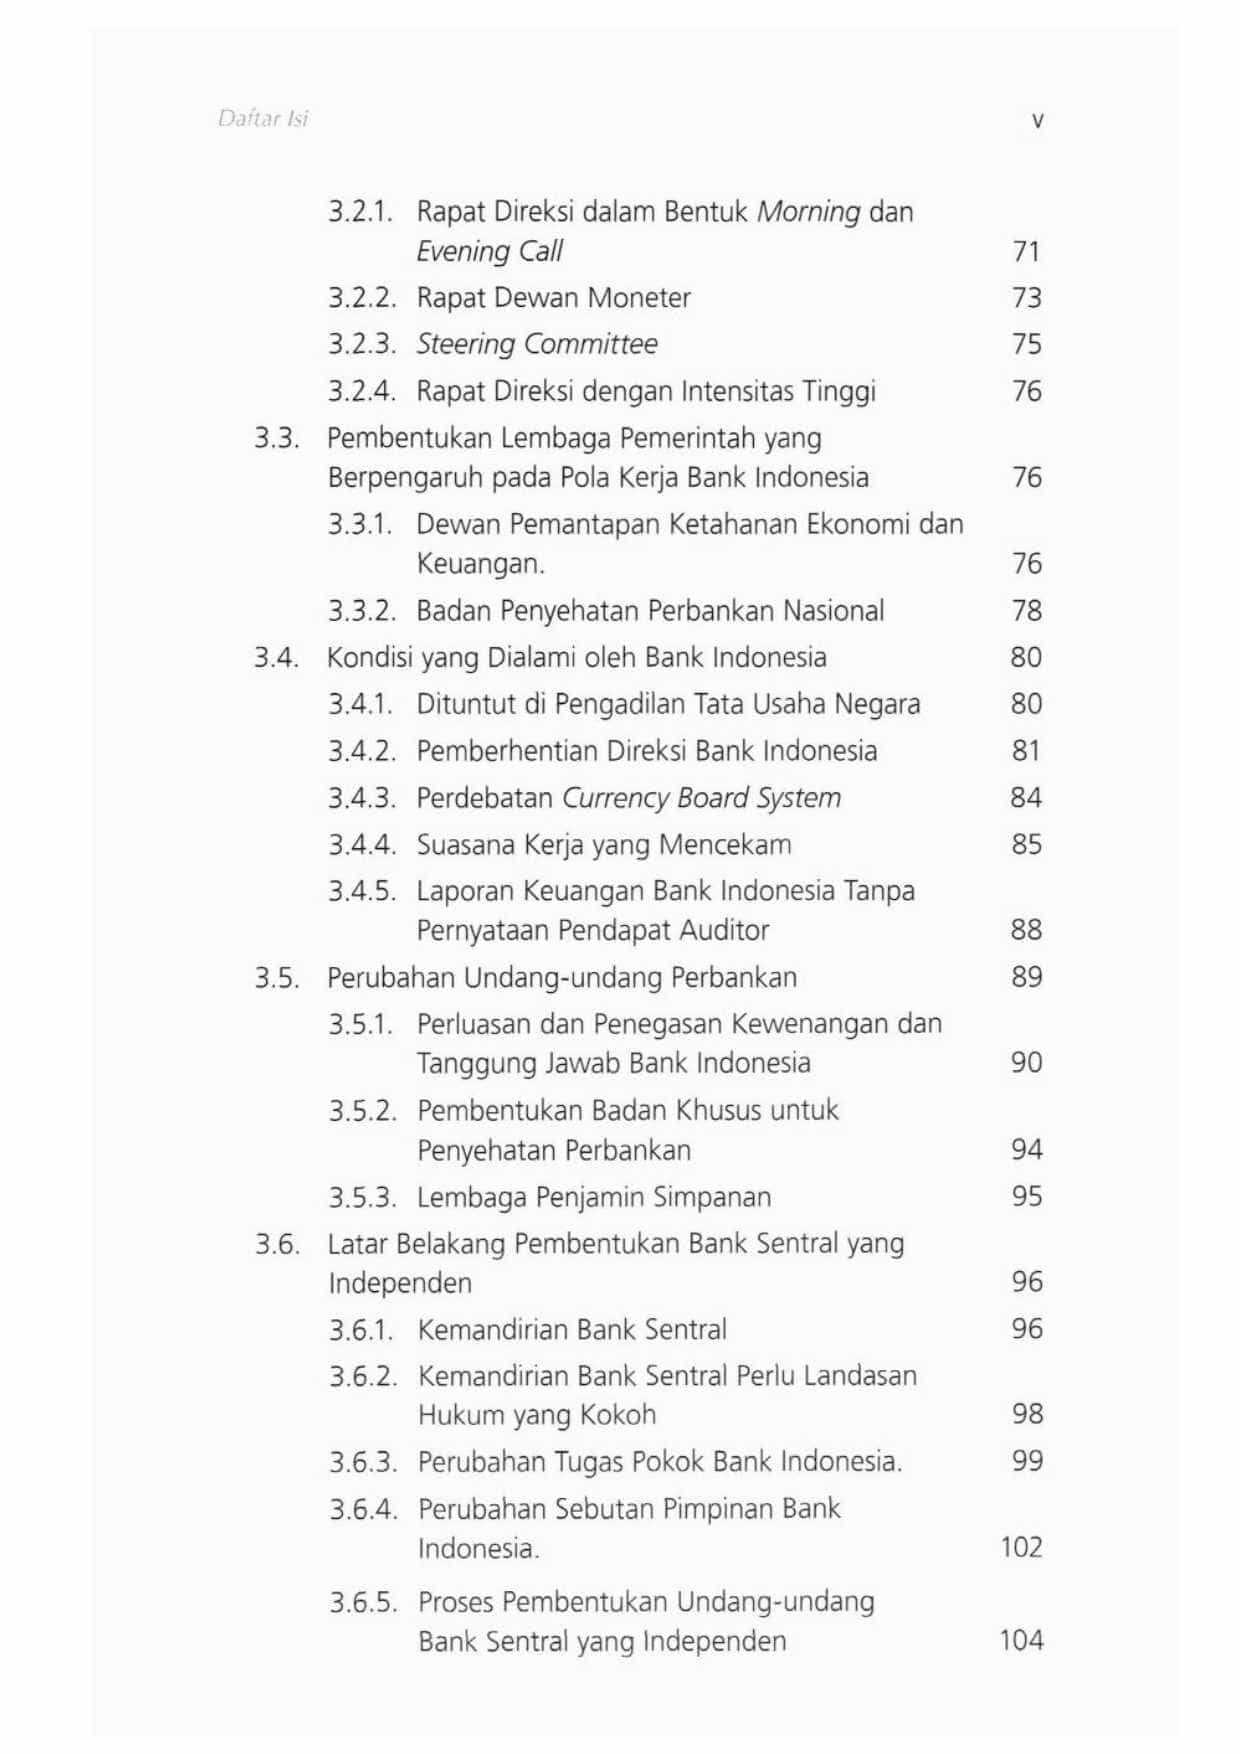 Daftar Isi v
3.2.1. Rapat Direksi dalam Bentuk Morning dan
Evening Call 71
3.2.2. Rapat Dewan Moneter 73
3.2.3. Steering Committee 75
3.2.4. Rapat Direksi dengan Intensitas Tinggi 76
3.3. Pembentukan Lembaga Pemerintah yang
Berpengaruh pada Pola Kerja Bank Indonesia 76
3.3.1. Dewan Pemantapan Ketahanan Ekonomi dan
Keuangan. 76
3.3.2. Badan Penyehatan Perbankan Nasional 78
3.4. Kondisi yang Dialami oleh Bank Indonesia 80
3.4.1. Dituntut di Pengadilan Tata Usaha Negara 80
3.4.2. Pemberhentian Direksi Bank Indonesia 81
3.4.3. Perdebatan Currency Board System 84
3.4.4. Suasana Kerja yang Mencekam 85
3.4.5. Laporan Keuangan Bank Indonesia Tanpa
Pernyataan Pendapat Auditor 88
3.5. Perubahan Undang-undang Perbankan 89
3.5.1. Perluasan dan Penegasan Kewenangan dan
Tanggung Jawab Bank Indonesia 90
3.5.2. Pembentukan Badan Khusus untuk
Penyehatan Perbankan 94
3.5.3. Lembaga Penjamin Simpanan 95
3.6. Latar Belakang Pembentukan Bank Sentral yang
Independen 96
3.6.1. Kemandirian Bank Sentral 96
3.6.2. Kemandirian Bank Sentral Perlu Landasan
Hukum yang Kokoh 98
3.6.3. Perubahan Tugas Pokok Bank Indonesia. 99
3.6.4. Perubahan Sebutan Pimpinan Bank
Indonesia. 102
3.6.5. Proses Pembentukan Undang-undang
Bank Sentral yang Independen 104